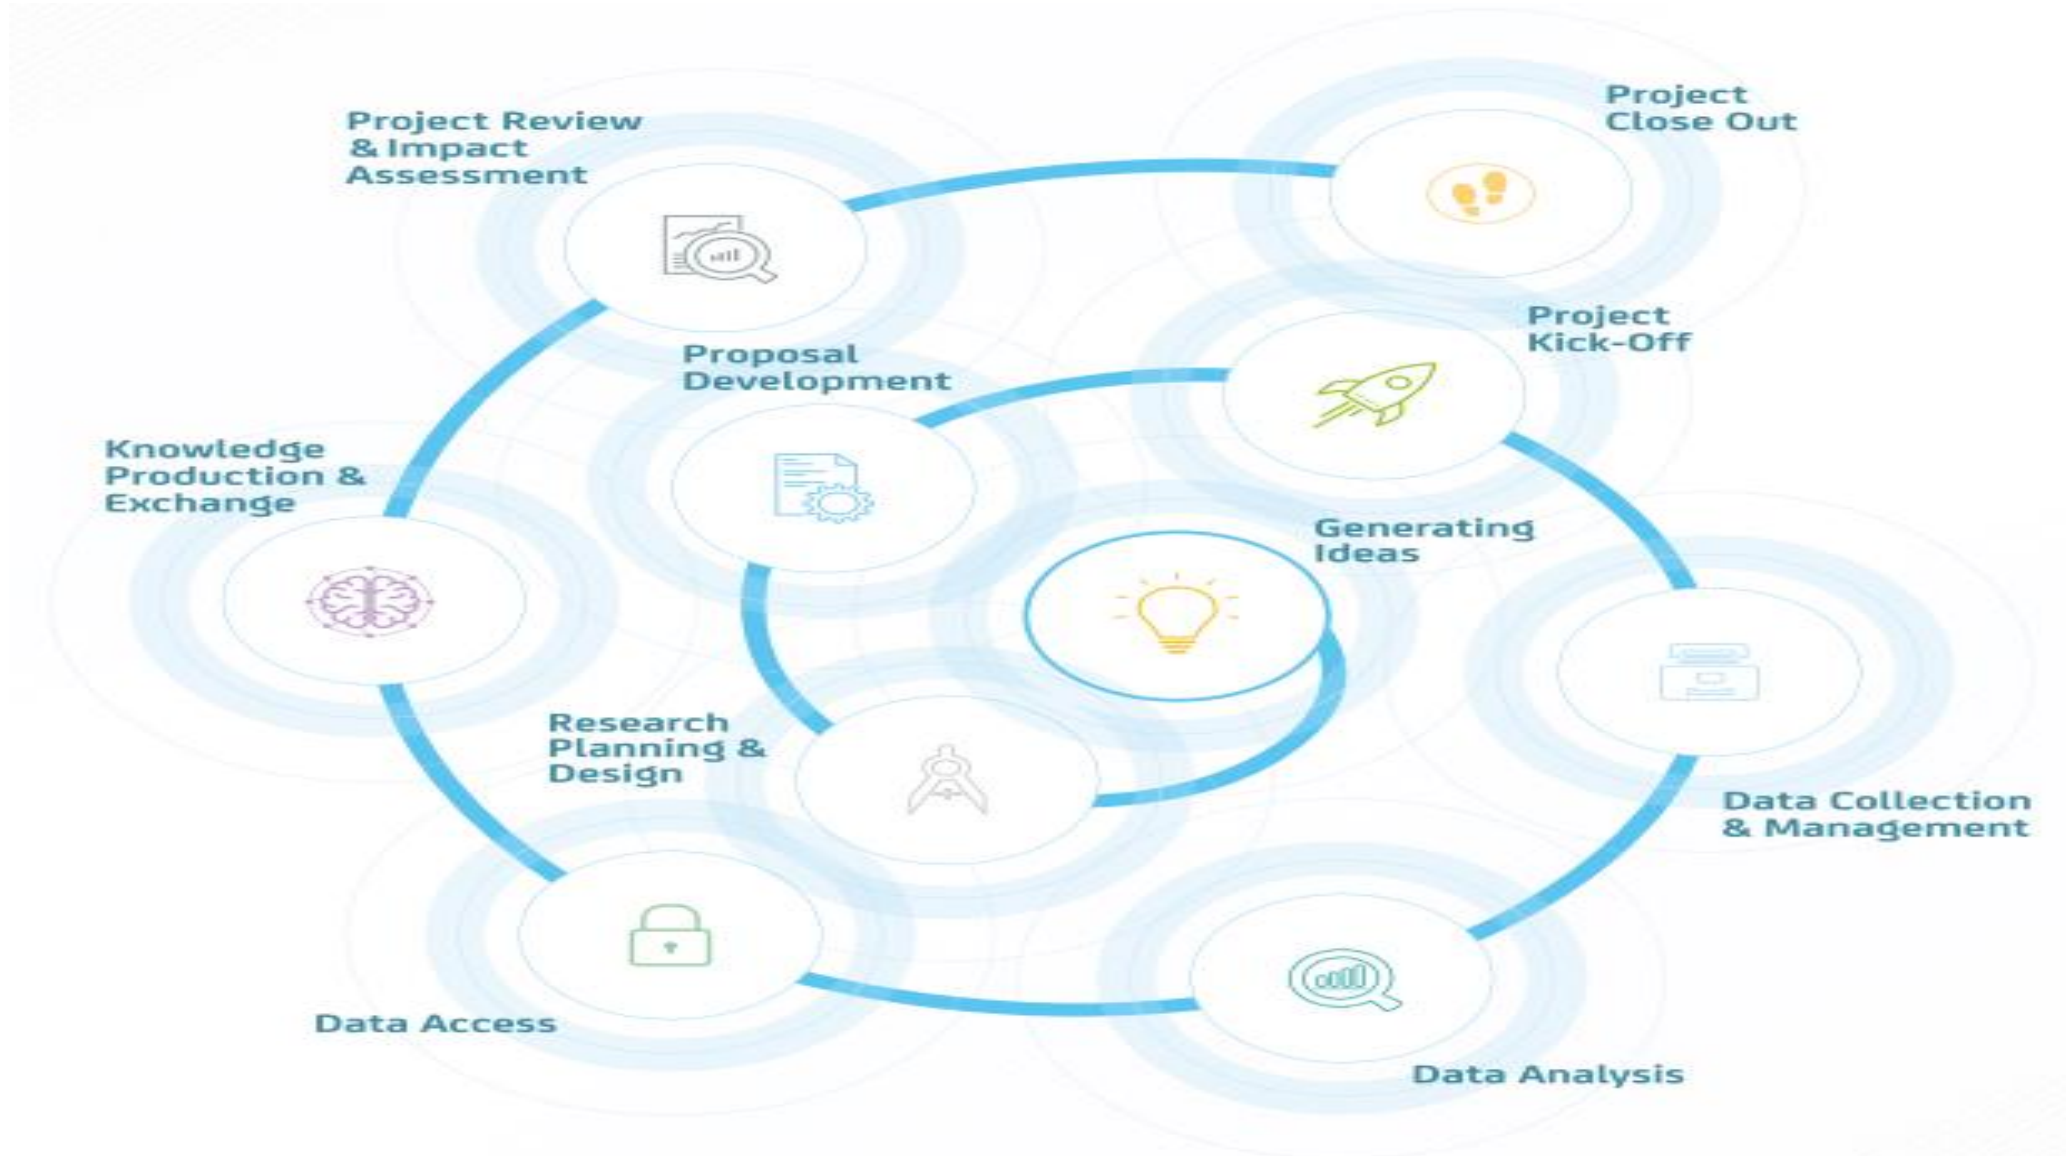 Project Review
& Impact
Assessment
Project
Close Out
Proposal
Development
Project
Kick-Off
Knowledge
Production &
Exchange
Generating
Ideas
Research
Planning &
Design
Data Collection
& Management
Data Access
Data Analysis